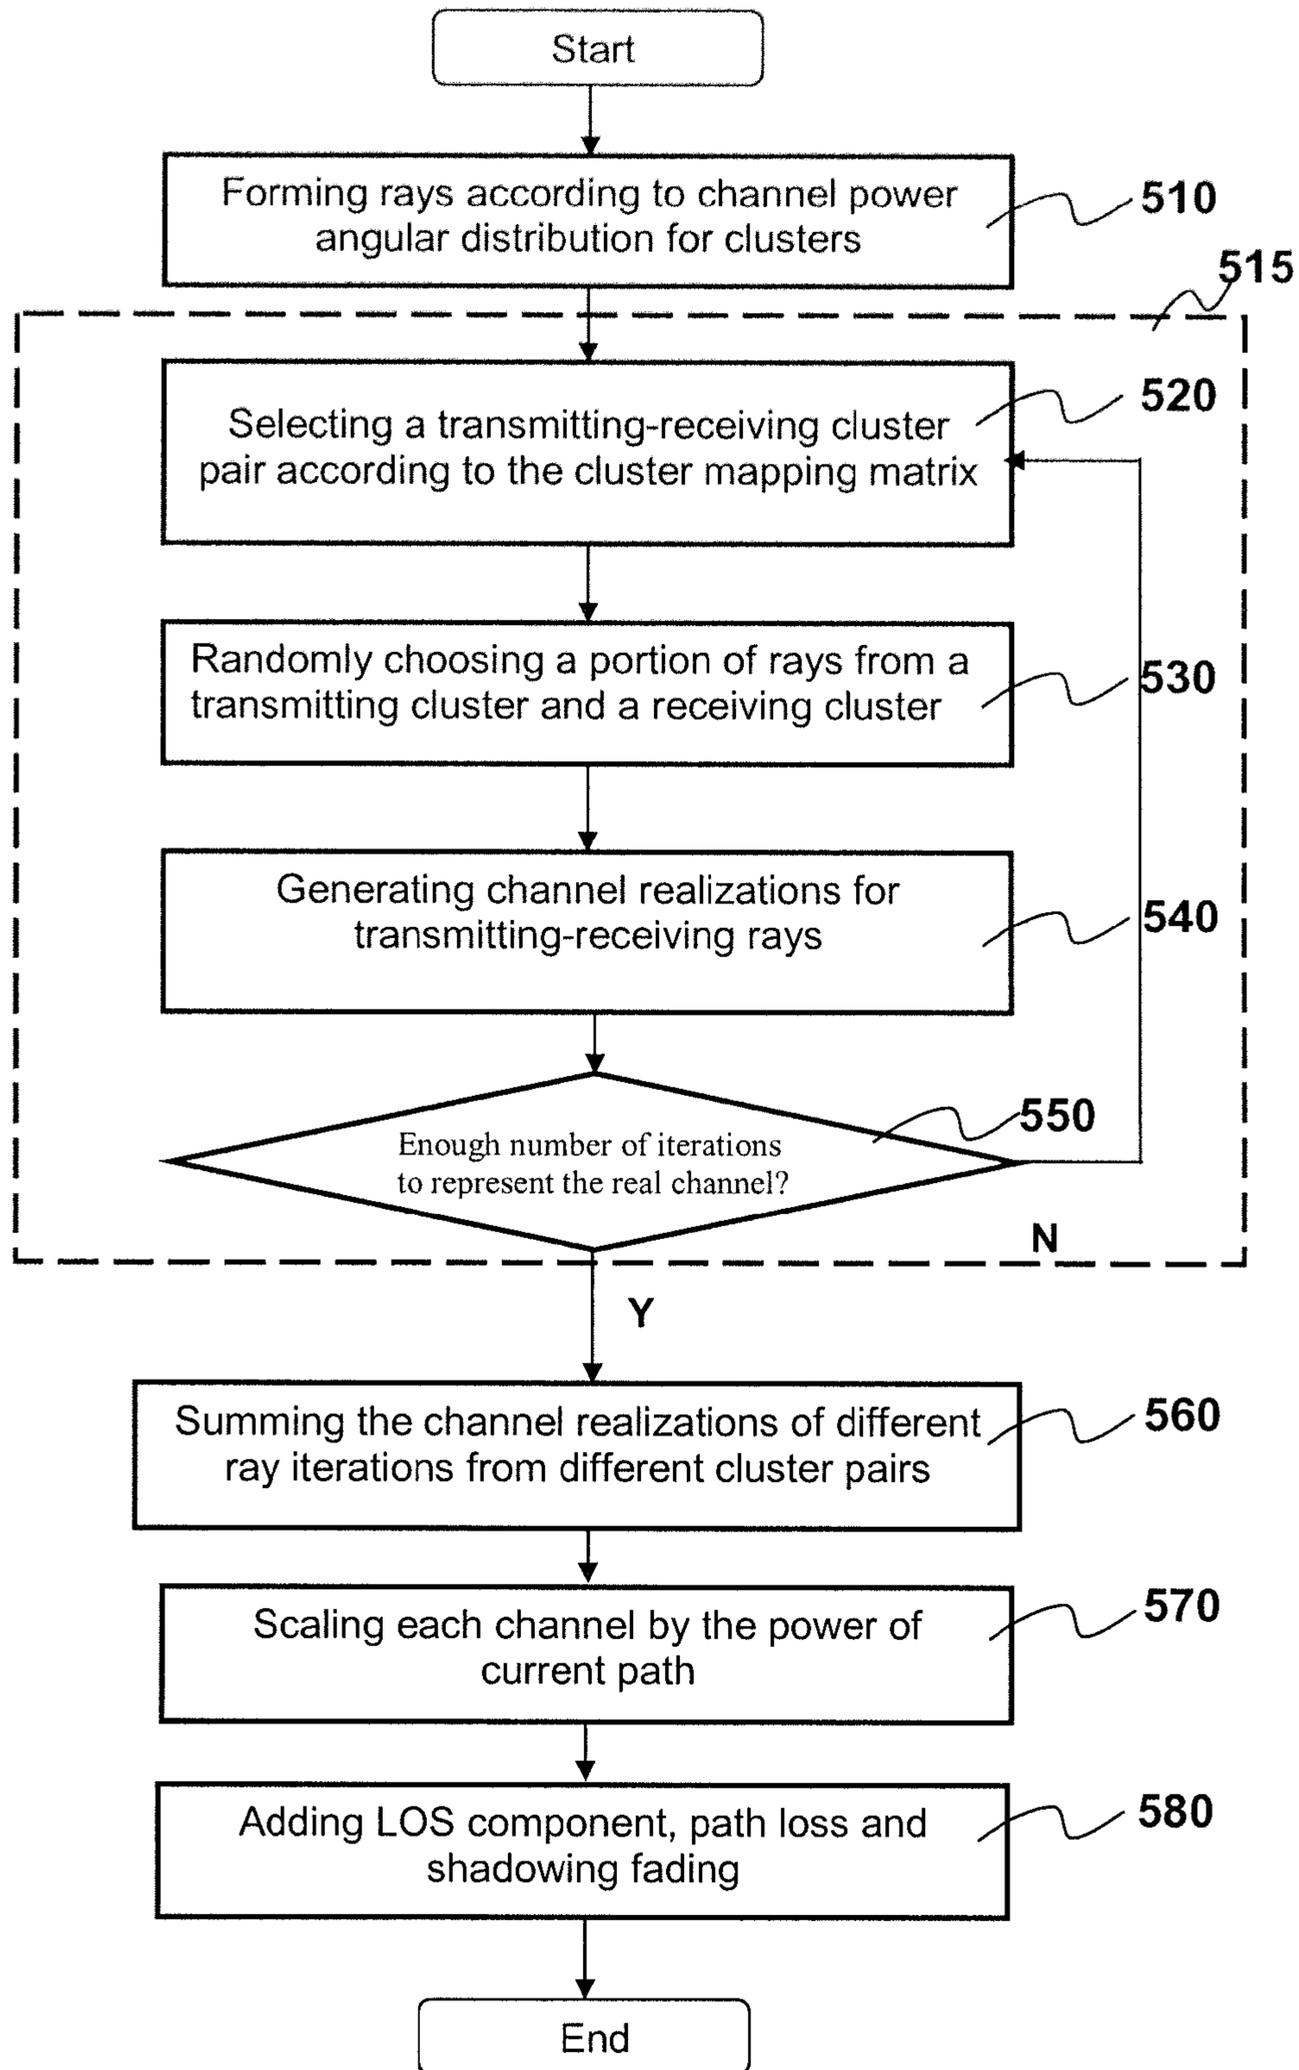 Start
Forming rays according to channel power
angular distribution for clusters
510
515
Selecting a transmitting-receiving cluster
pair according to the cluster mapping matrix
520
Randomly choosing a portion of rays from a
transmitting cluster and a receiving cluster
530
Generating channel realizations for
transmitting-receiving rays
540
Enough number of iterations
to represent the real channel?
550
N
Y
Summing the channel realizations of different
ray iterations from different cluster pairs
560
Scaling each channel by the power of
current path
570
Adding LOS component, path loss and
shadowing fading
580
End